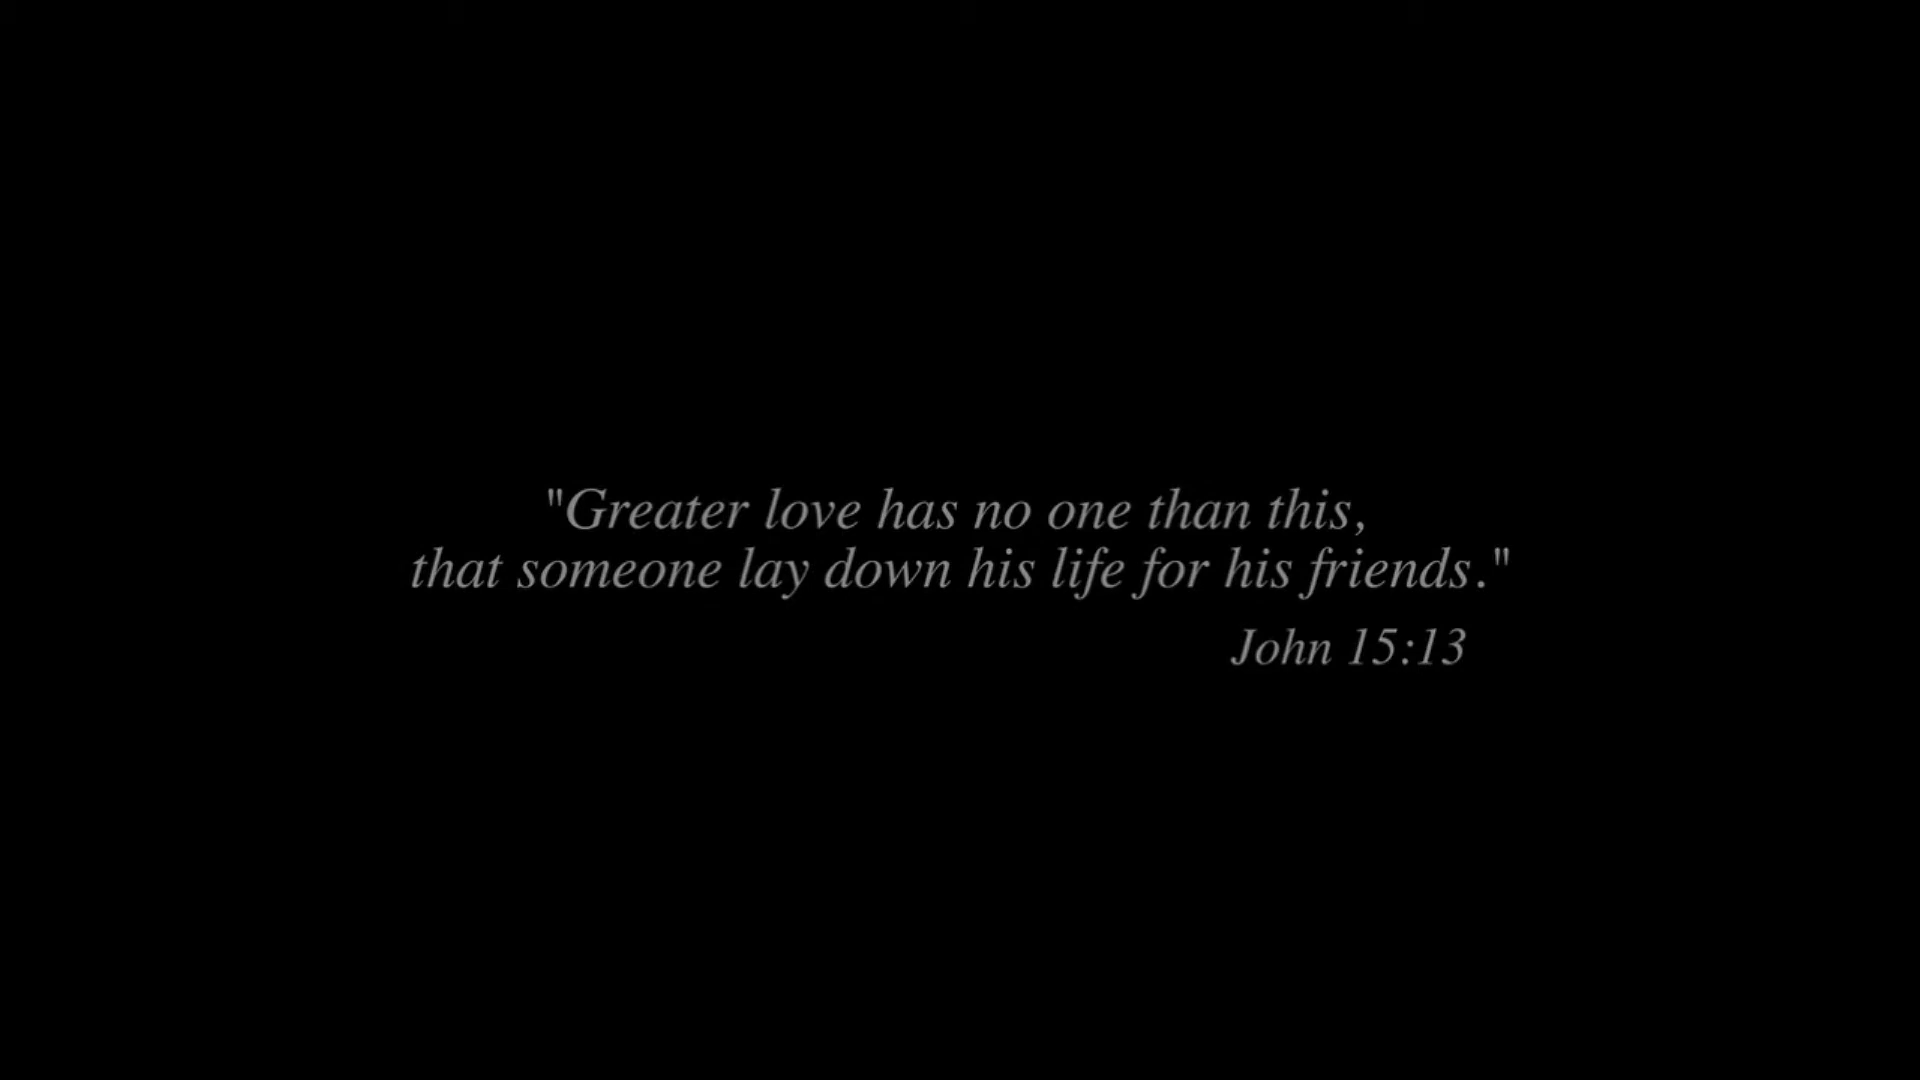 "Greater love has no one than this,
that someone lay down his life for his friends."
John 15:13